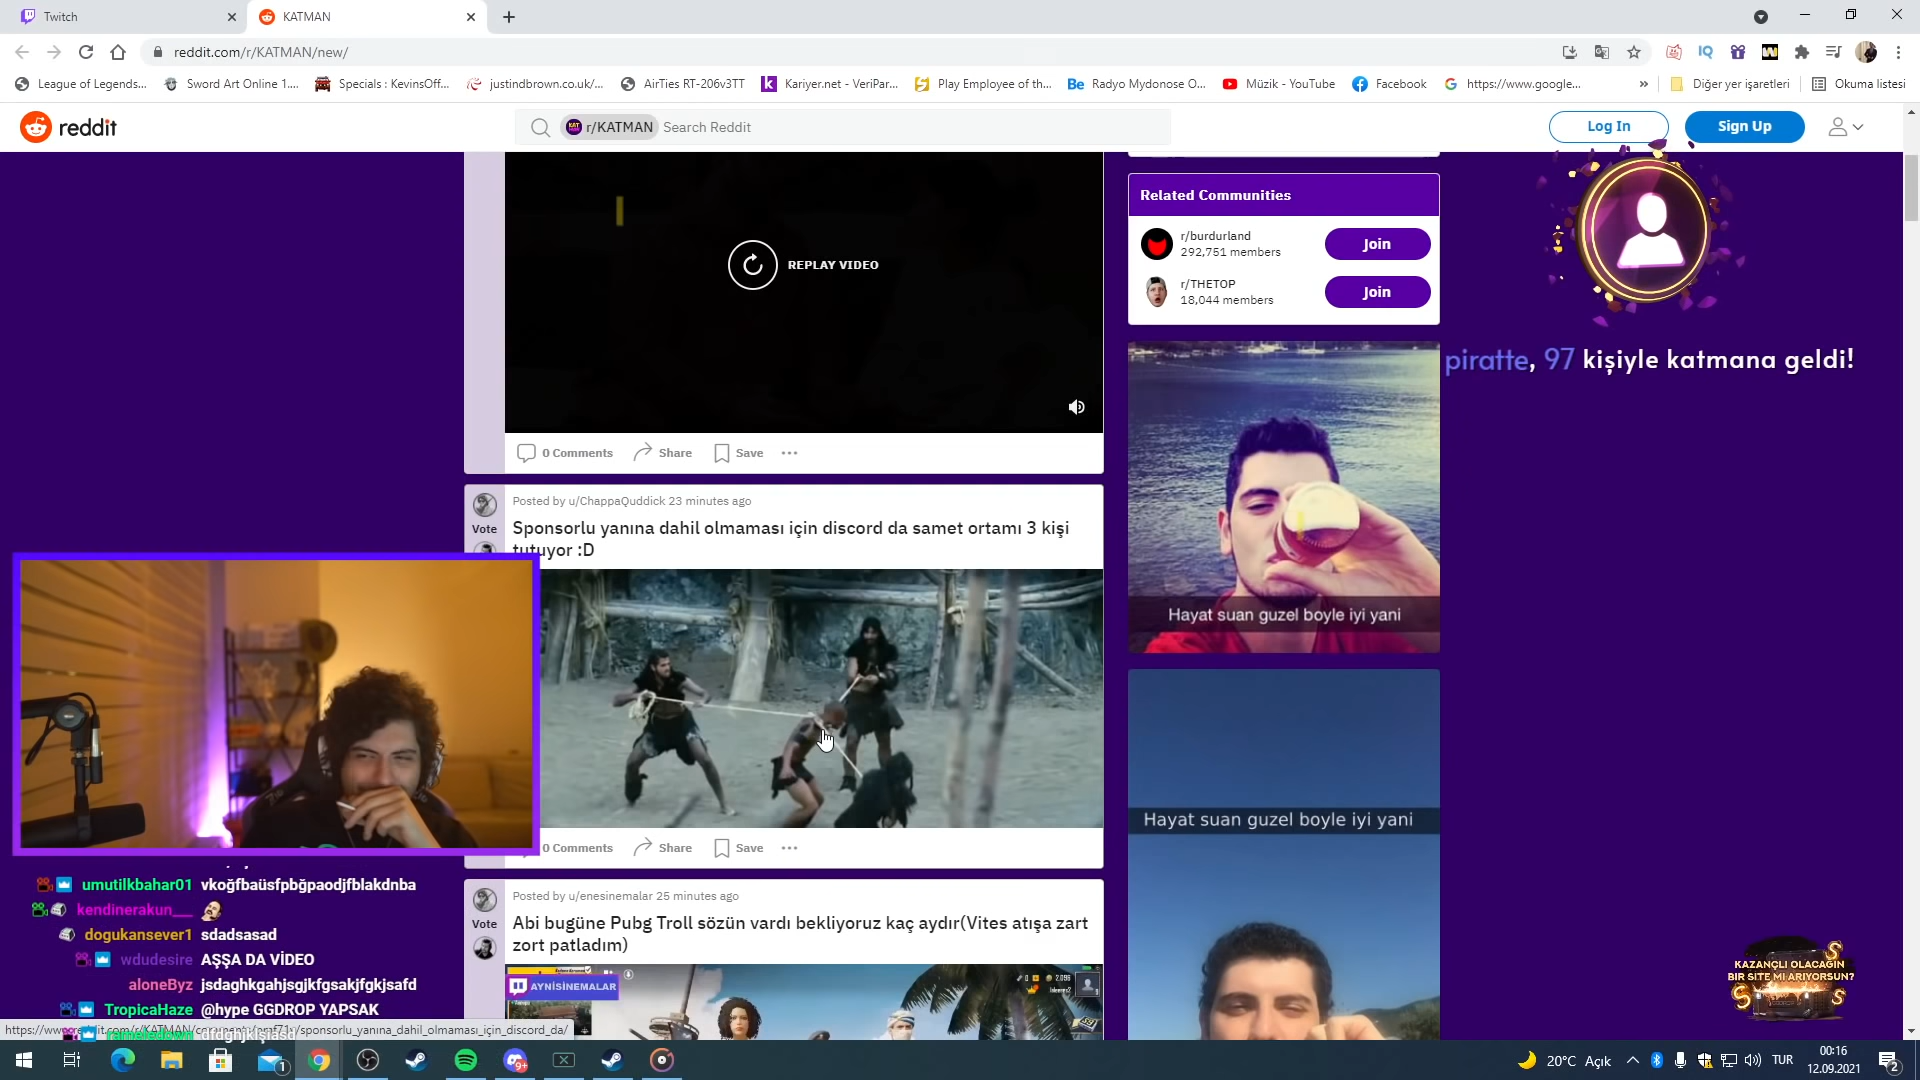 Twitch
KATMAN
reddit.com/r/KATMAN/new/
League of Legends...
Sword Art Online 1....
Specials : KevinsOff...
justindbrown.co.uk/...
AirTies RT-206v3TT
Kariyer.net - VeriPar...
Play Employee of th...
Radyo Mydonose O...
Müzik - YouTube
Facebook
https://www.google...
»
Diğer yer işaretleri
Okuma listesi
reddit
r/KATMAN Search Reddit
Log In
Sign Up
REPLAY VIDEO
0 Comments Share Save
Posted by u/ChappaQuddick 23 minutes ago
Vote
Sponsorlu yanına dahil olmaması için discord da samet ortamı 3 kişi
tutuyor :D
0 Comments Share Save
Posted by u/enesinemalar 25 minutes ago
Vote
Abi bugüne Pubg Troll sözün vardı bekliyoruz kaç aydır(Vites atışa zart
zort patladım)
AYNİSİNEMALAR
Related Communities
r/burdurland
292,751 members
Join
r/THETOP
18,044 members
Join
Hayat suan guzel boyle iyi yani
Hayat suan guzel boyle iyi yani
piratte, 97 kişiyle katmana geldi!
KAZANÇLI OLACAĞIN
BİR SİTE Mİ ARIYORSUN?
umutilkbahar01 vkoğfbaüsfpbğpaodjfblakdnba
kendinerakun___
dogukansever1 sdadsasad
wdudesire AŞŞA DA VİDEO
aloneByz jsdaghkgahjsgjkfgsakjfgkjsafd
TropicaHaze @hype GGDROP YAPSAK
20°C Açık
TUR
00:16
12.09.2021